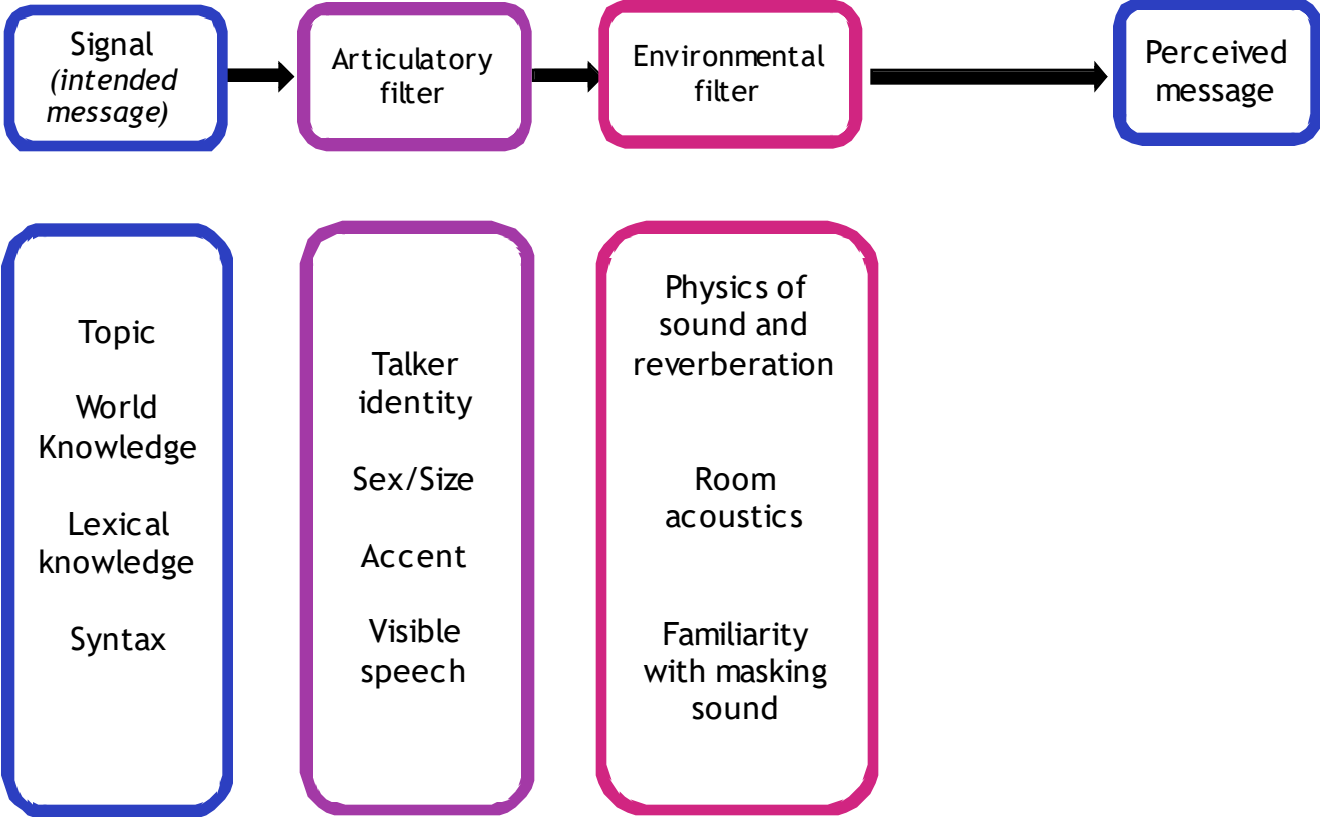 Signal
(intended
message)
Articulatory
filter
Environmental
filter
Perceived
message
Topic
World
Knowledge
Lexical
knowledge
Syntax
Talker
identity
Sex/Size
Accent
Visible
speech
Physics of
sound and
reverberation
Room
acoustics
Familiarity
with masking
sound